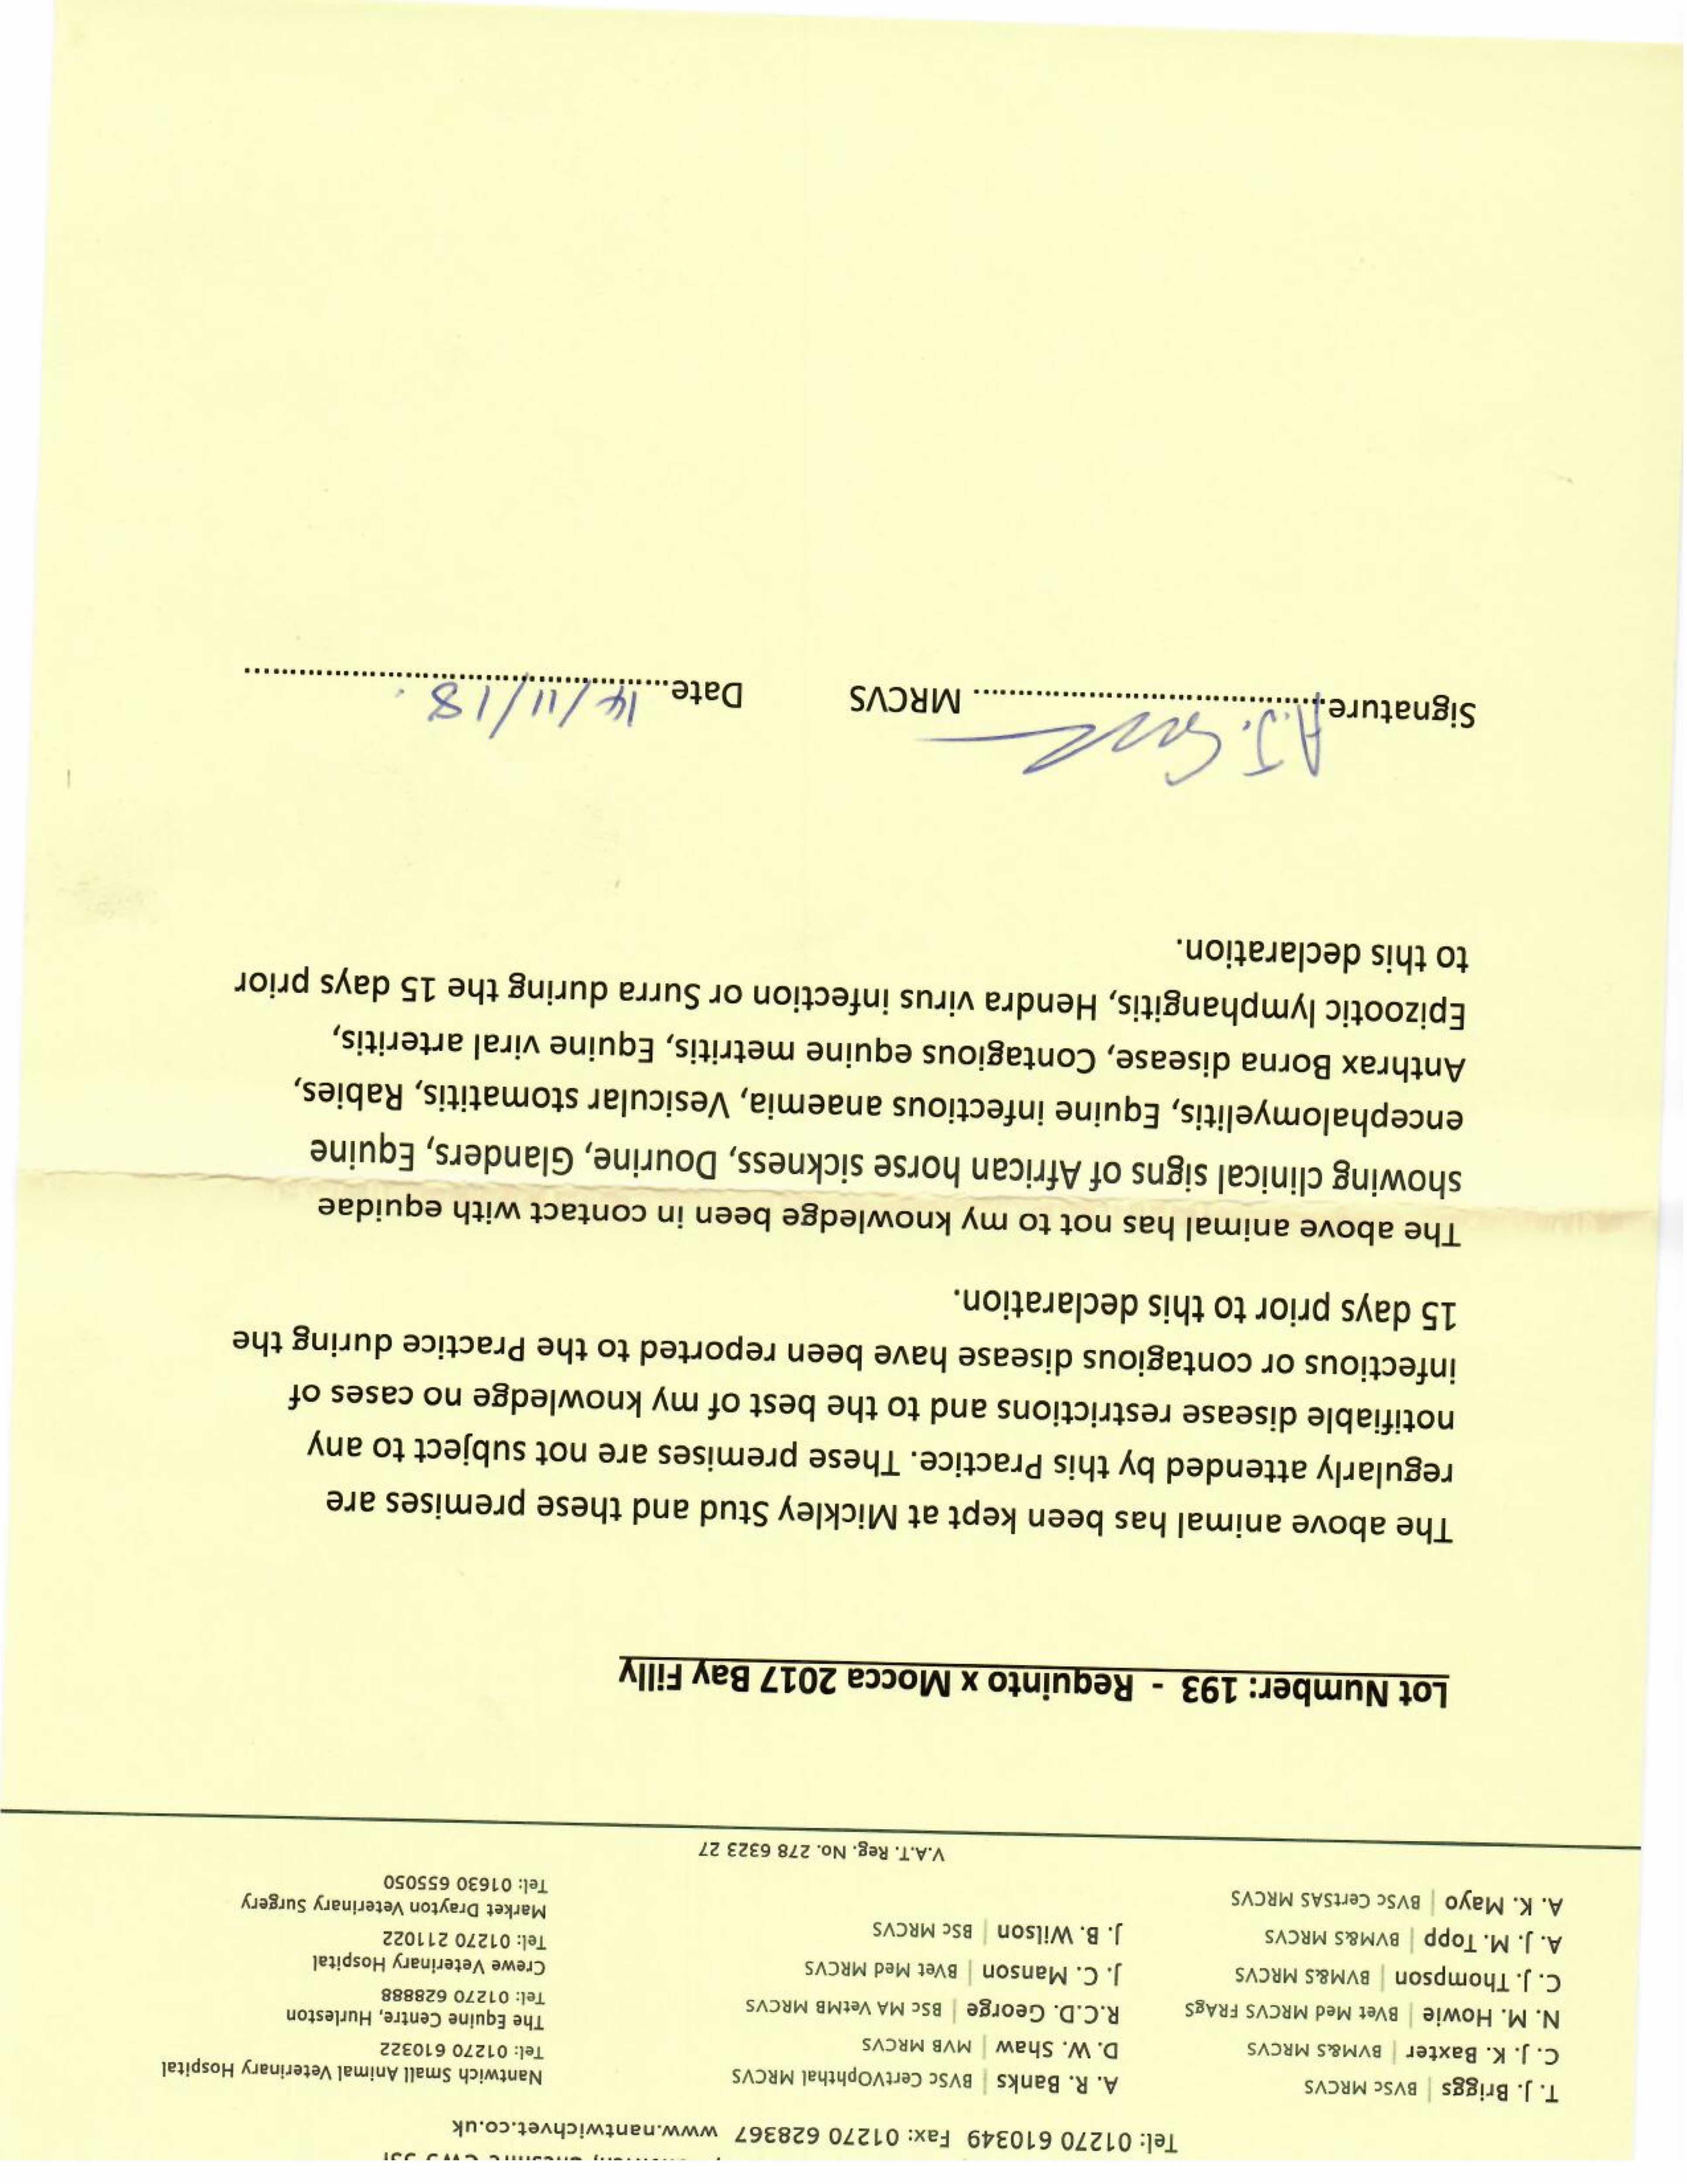 Tel: 01270 610349 Fax: 01270 628367 www.nantwichvet.co.uk
T. J. Briggs | BVSc MRCVS
C. J. K. Baxter | BVM&S MRCVS
N. M. Howie | BVet Med MRCVS FRAgS
C. J. Thompson | BVM&S MRCVS
A. J. M. Topp | BVM&S MRCVS
A. K. Mayo | BVSc CertSAS MRCVS
A. R. Banks | BVSc CertVOphthal MRCVS
D. W. Shaw | MVB MRCVS
R.C.D. George | BSc MA VetMB MRCVS
J. C. Manson | BVet Med MRCVS
J. B. Wilson | BSc MRCVS
Nantwich Small Animal Veterinary Hospital
Tel: 01270 610322
The Equine Centre, Hurleston
Tel: 01270 628888
Crewe Veterinary Hospital
Tel: 01270 211022
Market Drayton Veterinary Surgery
Tel: 01630 655050
V.A.T. Reg. No. 278 6323 27
Lot Number: 193 - Requinto x Mocca 2017 Bay Filly
The above animal has been kept at Mickley Stud and these premises are
regularly attended by this Practice. These premises are not subject to any
notifiable disease restrictions and to the best of my knowledge no cases of
infectious or contagious disease have been reported to the Practice during the
15 days prior to this declaration.
The above animal has not to my knowledge been in contact with equidae
showing clinical signs of African horse sickness, Dourine, Glanders, Equine
encephalomyelitis, Equine infectious anaemia, Vesicular stomatitis, Rabies,
Anthrax Borna disease, Contagious equine metritis, Equine viral arteritis,
Epizootic lymphangitis, Hendra virus infection or Surra during the 15 days prior
to this declaration.
Signature A.J. MRCVS Date 14/11/18.